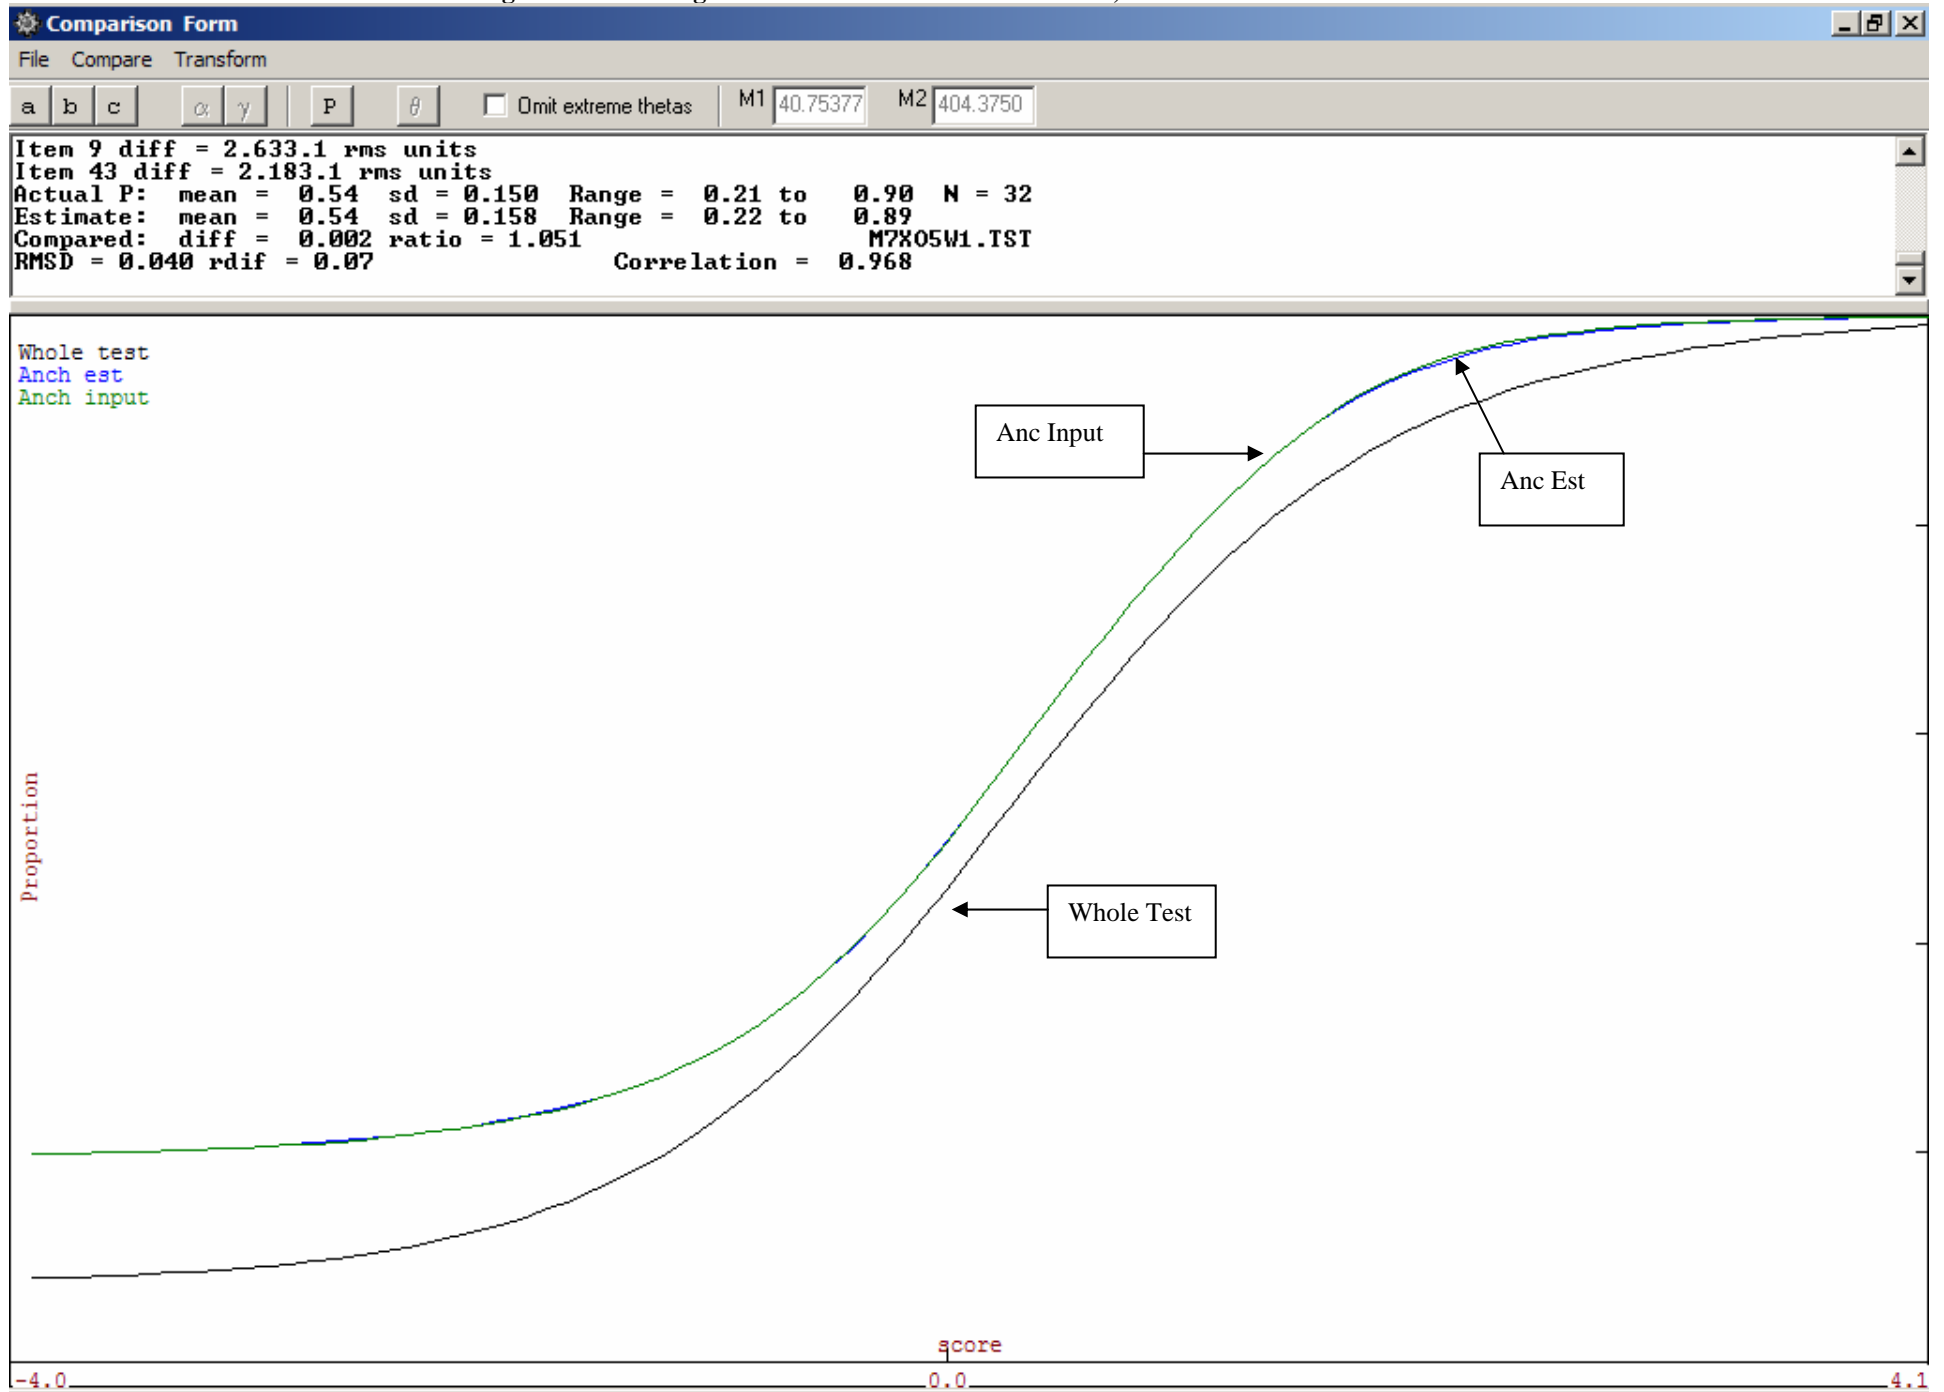 Comparison Form
File Compare Transform
a b c α γ P θ Omit extreme thetas M1 40.75377 M2 404.3750
Item 9 diff = 2.633.1 rms units
Item 43 diff = 2.183.1 rms units
Actual P: mean = 0.54 sd = 0.150 Range = 0.21 to 0.90 N = 32
Estimate: mean = 0.54 sd = 0.158 Range = 0.22 to 0.89
Compared: diff = 0.002 ratio = 1.051 M7X05W1.TST
RMSD = 0.040 rdif = 0.07 Correlation = 0.968
Whole test
Anch est
Anch input
Anc Input
Anc Est
Whole Test
Proportion
score
-4.0 0.0 4.1